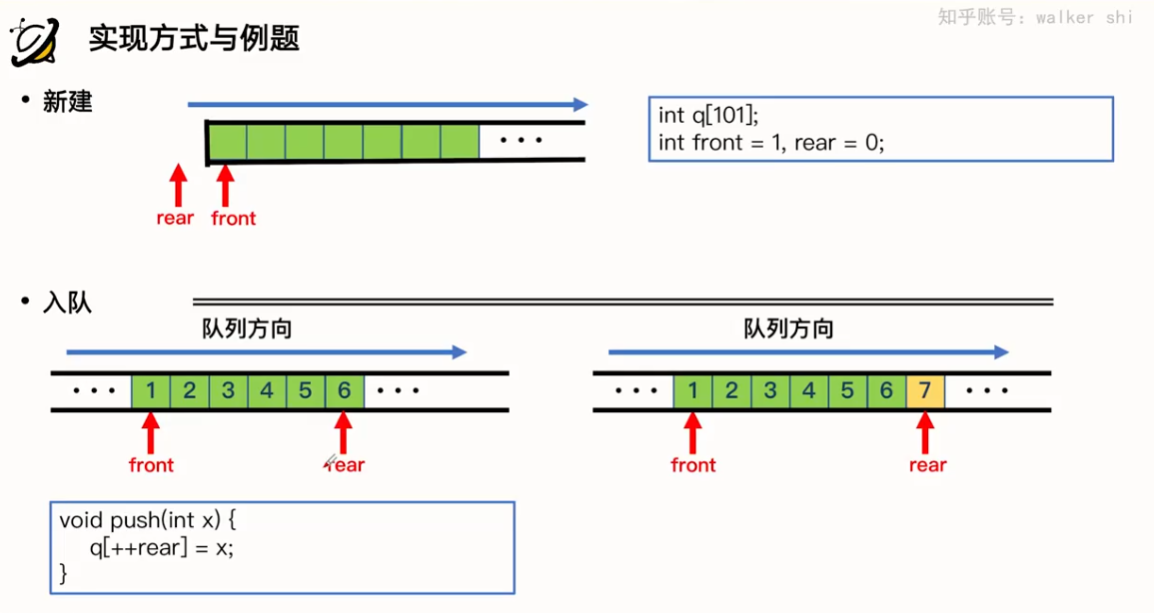 知乎账号：walker shi
实现方式与例题
• 新建
int q[101];
int front = 1, rear = 0;
• • •
rear front
• 入队
队列方向
队列方向
• • • 1 2 3 4 5 6 • • •
• • • 1 2 3 4 5 6 7 • • •
front rear
front rear
void push(int x) {
q[++rear] = x;
}